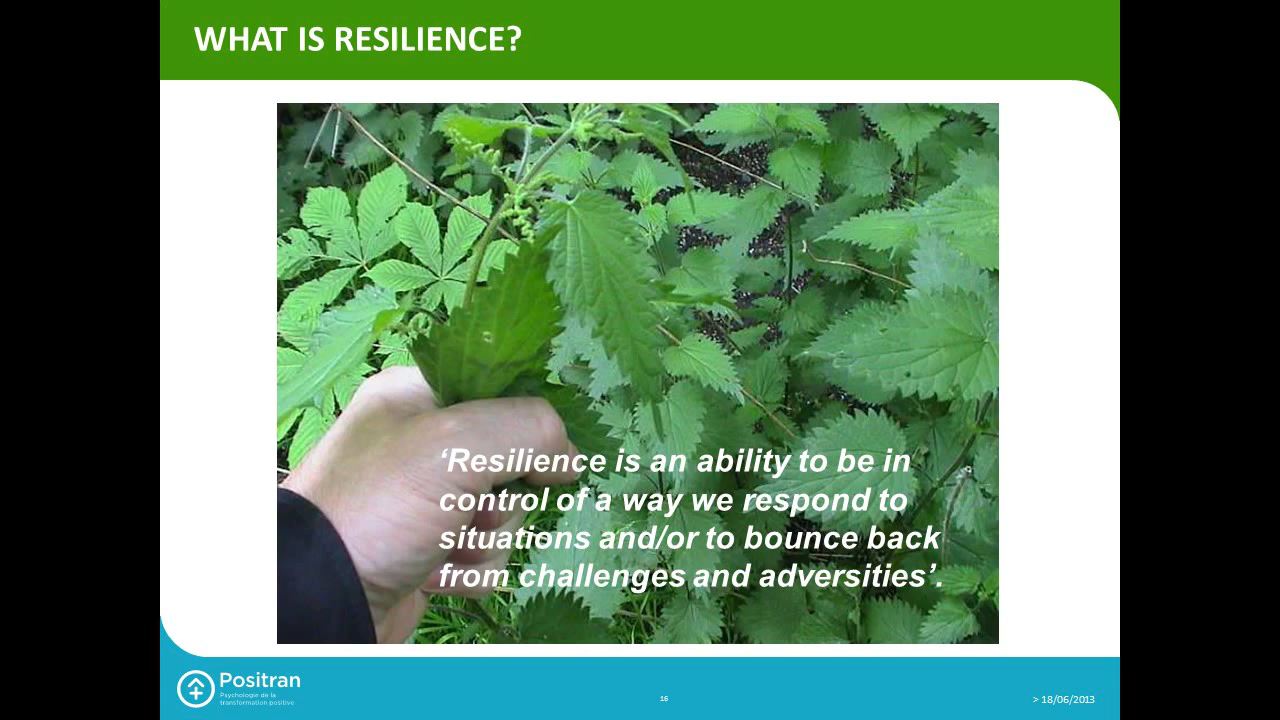 WHAT IS RESILIENCE?
‘Resilience is an ability to be in
control of a way we respond to
situations and/or to bounce back
from challenges and adversities’.
Positran
Psychologie de la
transformation positive
16
> 18/06/2013